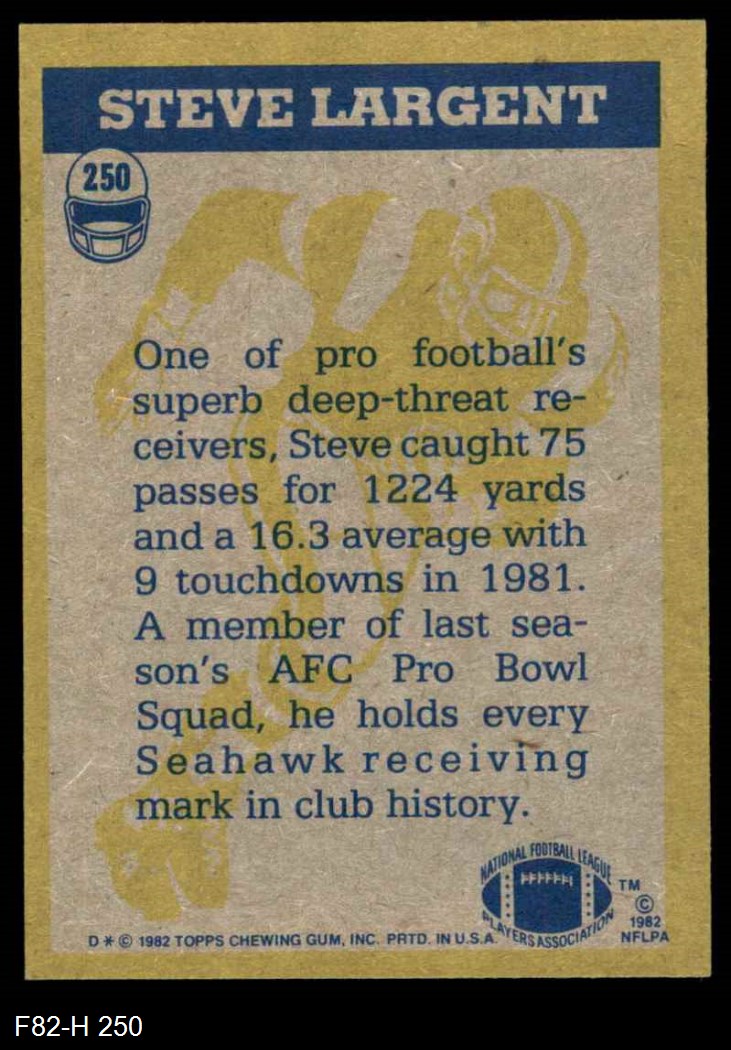 STEVE LARGENT
250
One of pro football's
superb deep-threat re-
ceivers, Steve caught 75
passes for 1224 yards
and a 16.3 average with
9 touchdowns in 1981.
A member of last sea-
son's AFC Pro Bowl
Squad, he holds every
Seahawk receiving
mark in club history.
NATIONAL FOOTBALL LEAGUE
PLAYERS ASSOCIATION
TM
©
1982
NFLPA
D * © 1982 TOPPS CHEWING GUM, INC. PRTD. IN U.S.A.
F82-H 250